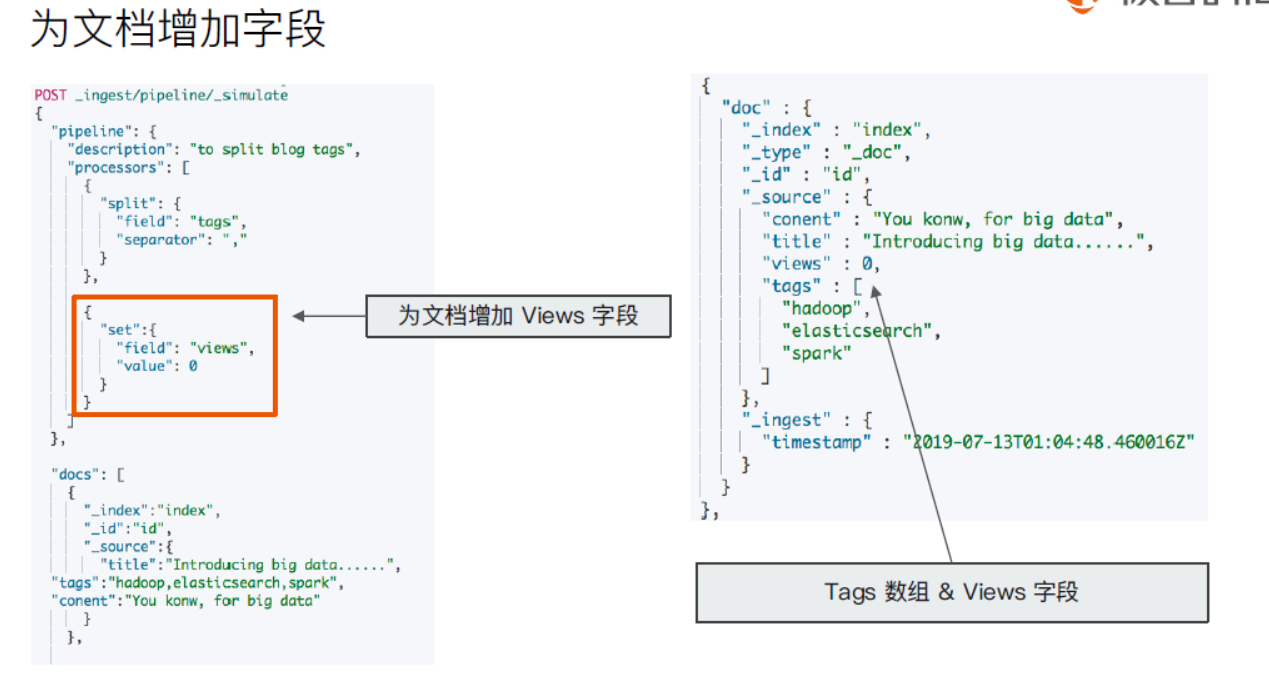 为文档增加字段
POST _ingest/pipeline/_simulate
{
"pipeline": {
"description": "to split blog tags",
"processors": [
{
"split": {
"field": "tags",
"separator": ","
}
},
{
"set":{
"field": "views",
"value": 0
}
}
]
},
"docs": [
{
"_index":"index",
"_id":"id",
"_source":{
"title":"Introducing big data......",
"tags":"hadoop,elasticsearch,spark",
"conent":"You konw, for big data"
}
},
为文档增加 Views 字段
{
"doc" : {
"_index" : "index",
"_type" : "_doc",
"_id" : "id",
"_source" : {
"conent" : "You konw, for big data",
"title" : "Introducing big data......",
"views" : 0,
"tags" : [
"hadoop",
"elasticsearch",
"spark"
]
},
"_ingest" : {
"timestamp" : "2019-07-13T01:04:48.460016Z"
}
}
},
Tags 数组 & Views 字段